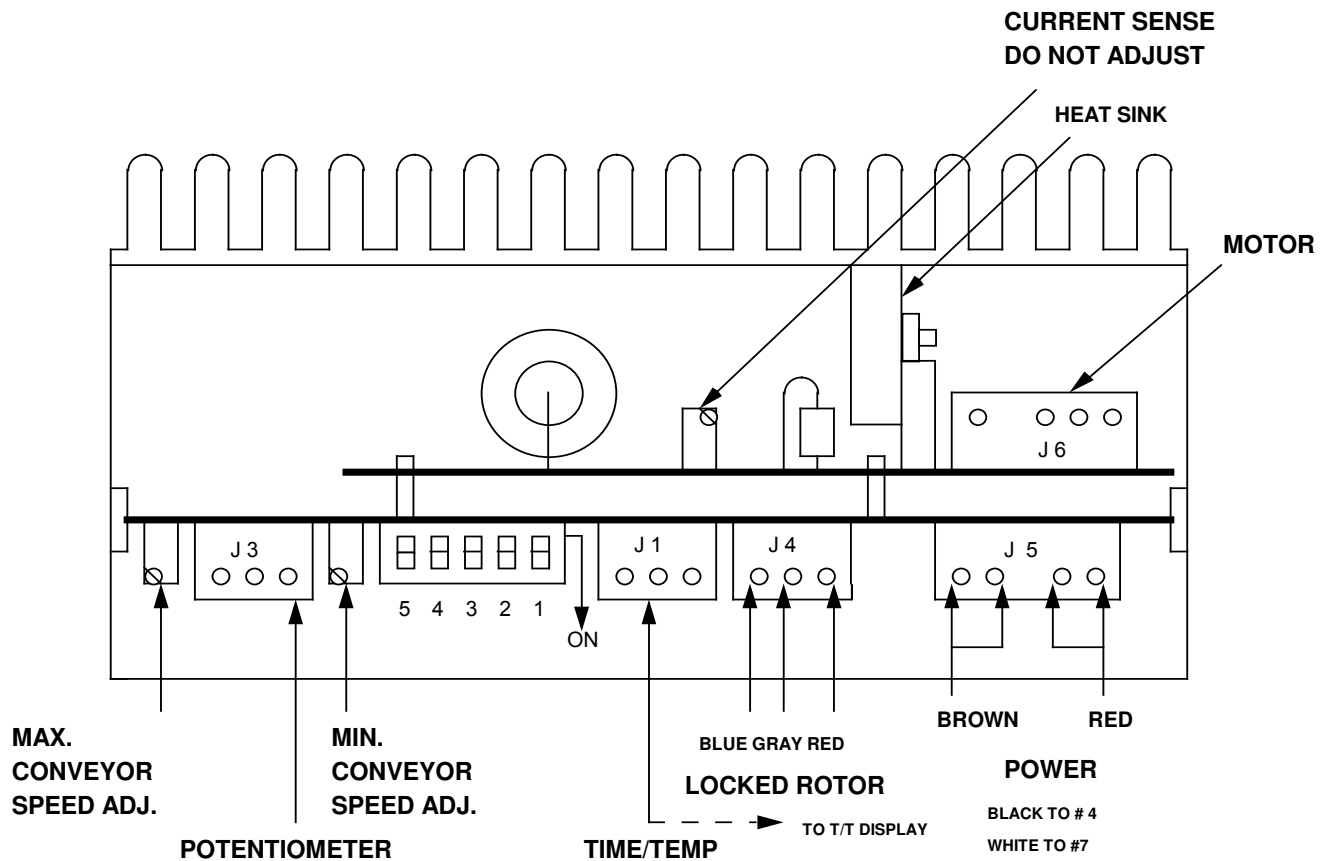 CURRENT SENSE
DO NOT ADJUST
HEAT SINK
MOTOR
J 6
J 3
J 1
J 4
J 5
5 4 3 2 1
ON
MAX.
CONVEYOR
SPEED ADJ.
POTENTIOMETER
MIN.
CONVEYOR
SPEED ADJ.
TIME/TEMP
TO T/T DISPLAY
BLUE GRAY RED
LOCKED ROTOR
BROWN
RED
POWER
BLACK TO # 4
WHITE TO #7